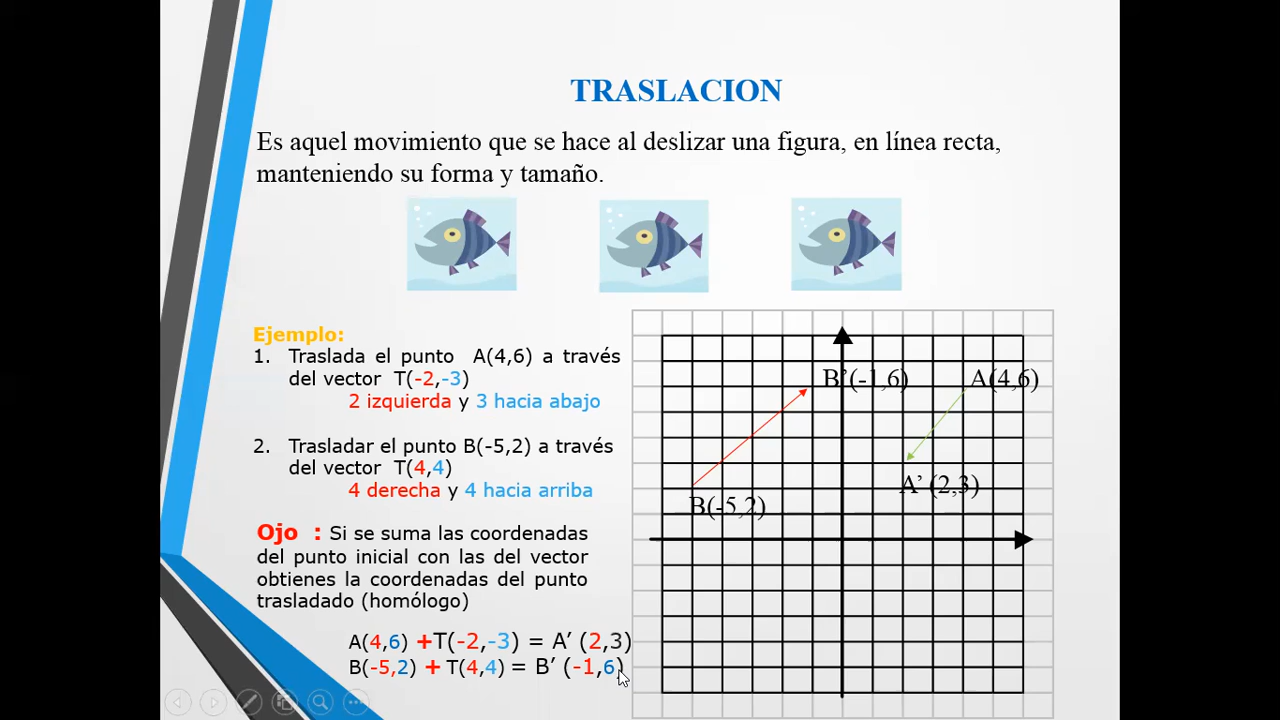 TRASLACION
Es aquel movimiento que se hace al deslizar una figura, en línea recta,
manteniendo su forma y tamaño.
Ejemplo:
1. Traslada el punto A(4,6) a través
del vector T(-2,-3)
2 izquierda y 3 hacia abajo
2. Trasladar el punto B(-5,2) a través
del vector T(4,4)
4 derecha y 4 hacia arriba
Ojo : Si se suma las coordenadas
del punto inicial con las del vector
obtienes la coordenadas del punto
trasladado (homólogo)
A(4,6) +T(-2,-3) = A’ (2,3)
B(-5,2) + T(4,4) = B’ (-1,6)
B’(-1,6)
A(4,6)
A’ (2,3)
B(-5,2)